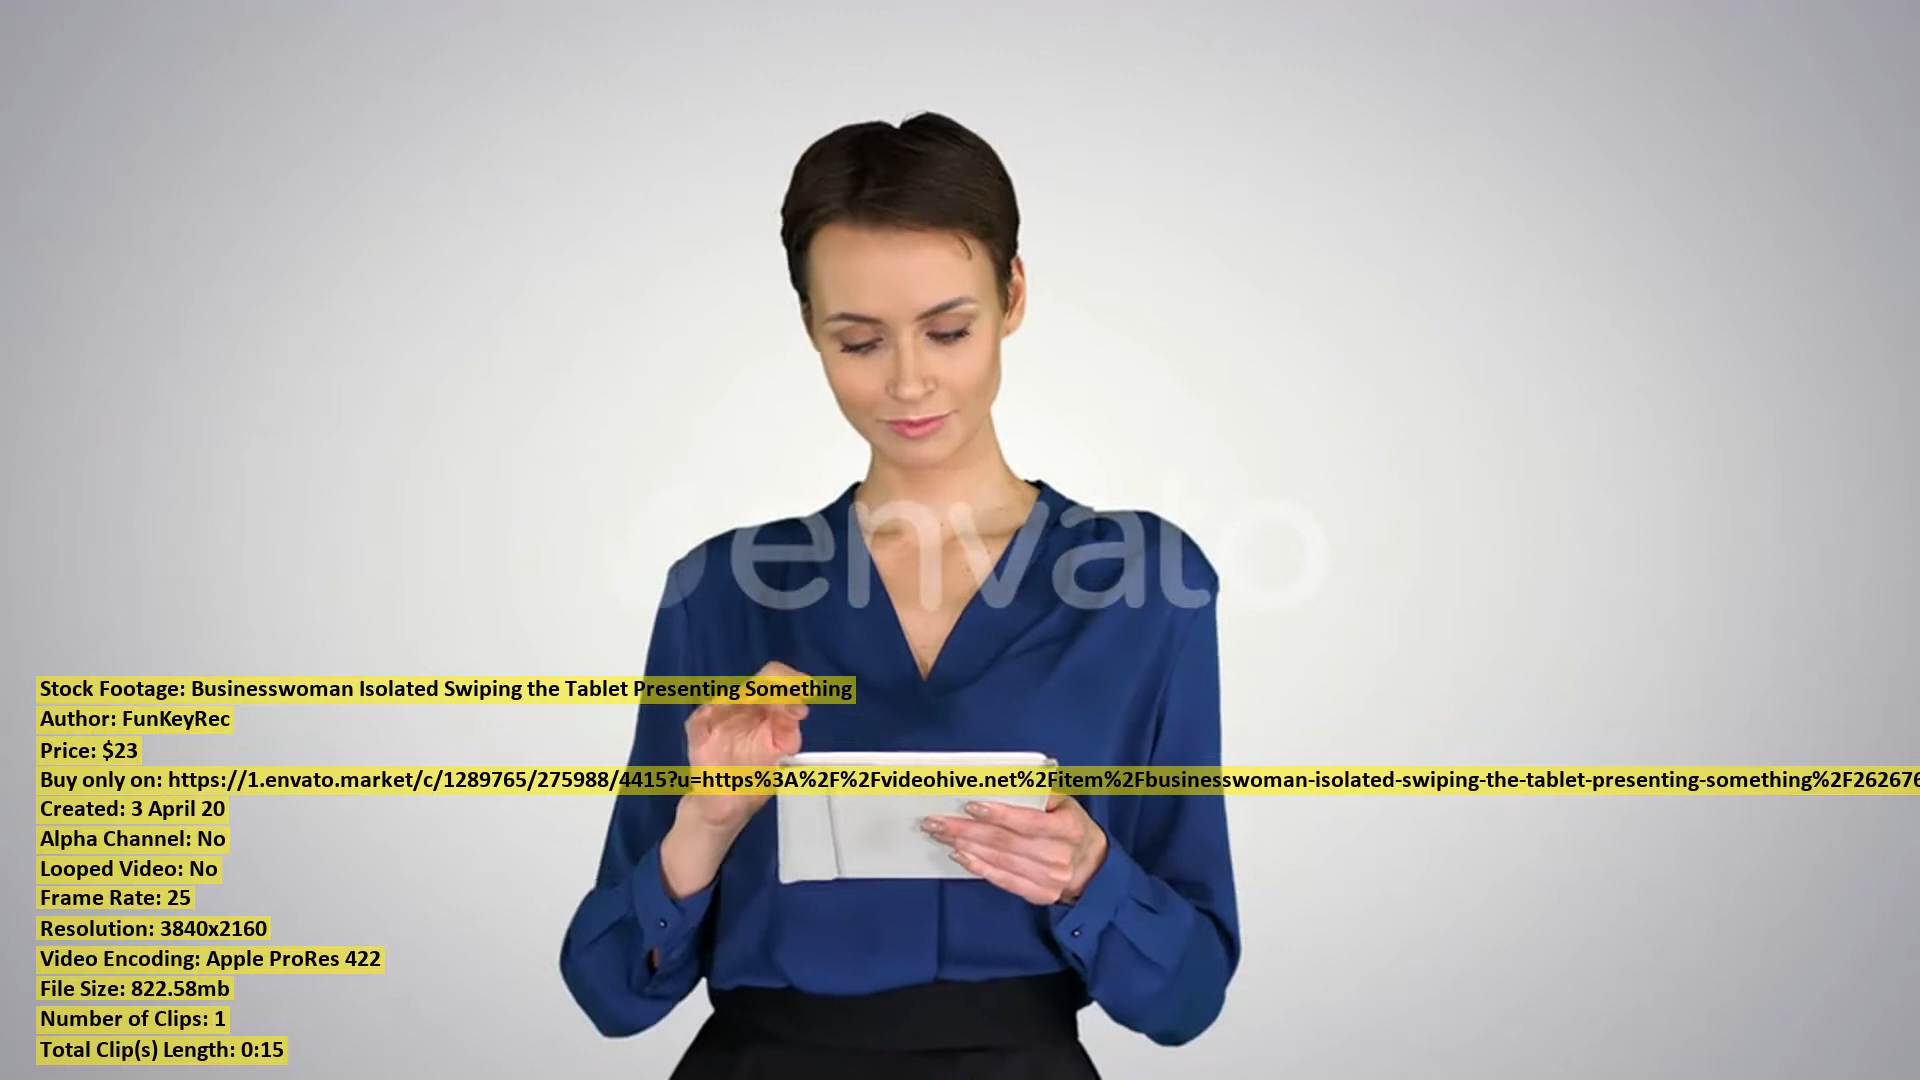 envato
Stock Footage: Businesswoman Isolated Swiping the Tablet Presenting Something
Author: FunKeyRec
Price: $23
Buy only on: https://1.envato.market/c/1289765/275988/4415?u=https%3A%2F%2Fvideohive.net%2Fitem%2Fbusinesswoman-isolated-swiping-the-tablet-presenting-something%2F262676
Created: 3 April 20
Alpha Channel: No
Looped Video: No
Frame Rate: 25
Resolution: 3840x2160
Video Encoding: Apple ProRes 422
File Size: 822.58mb
Number of Clips: 1
Total Clip(s) Length: 0:15